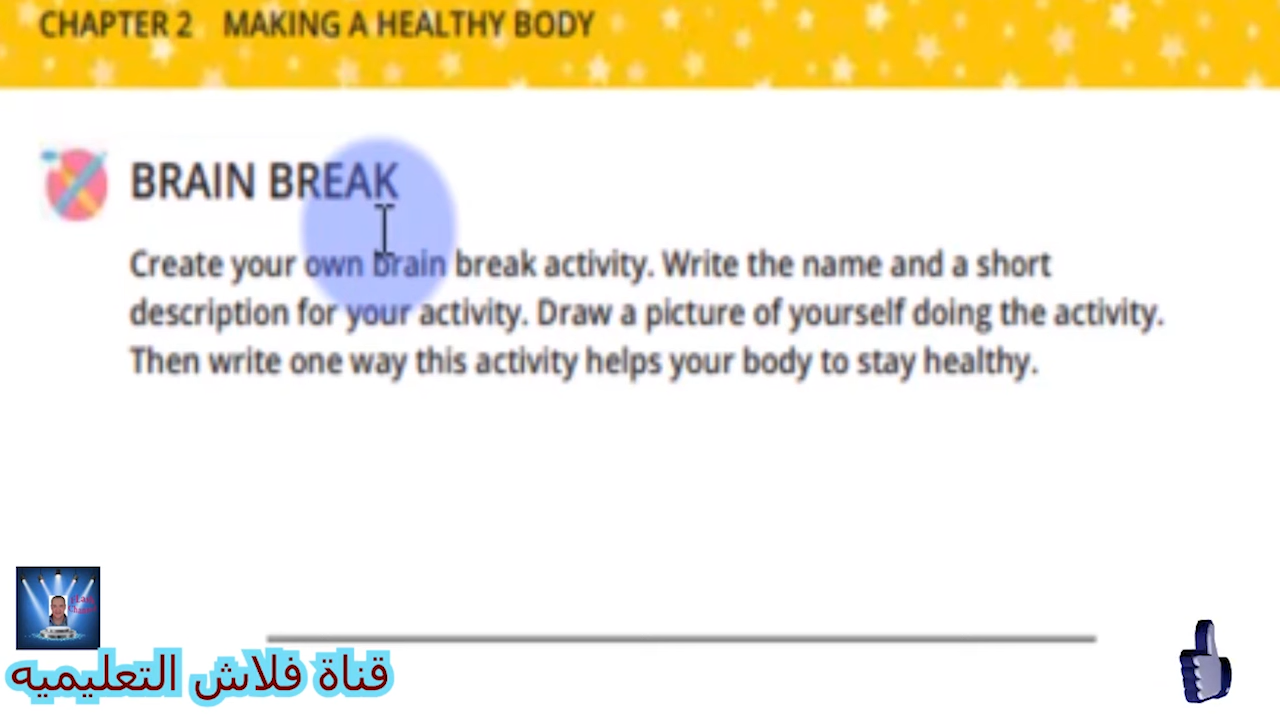 CHAPTER 2 MAKING A HEALTHY BODY
BRAIN BREAK
Create your own brain break activity. Write the name and a short
description for your activity. Draw a picture of yourself doing the activity.
Then write one way this activity helps your body to stay healthy.
قناة فلاش التعليميه